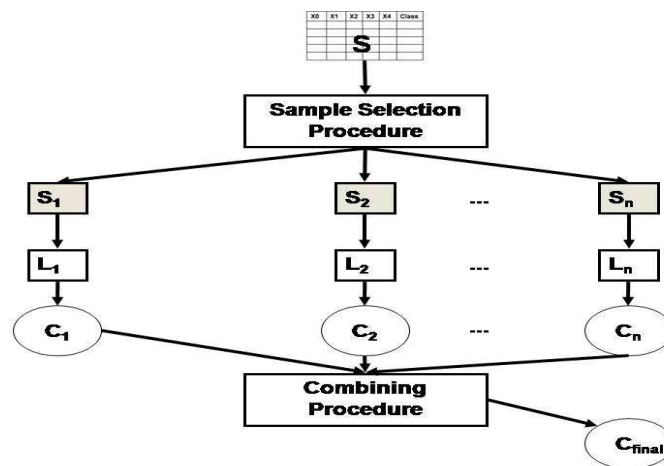 X0 X1 X2 X3 X4 Class
S
Sample Selection
Procedure
S1 S2 --- Sn
L1 L2 --- Ln
C1 C2 --- Cn
Combining
Procedure
Cfinal